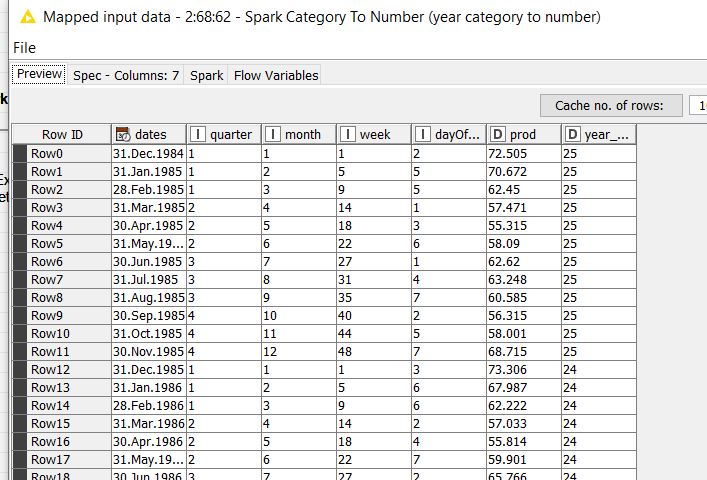 Mapped input data - 2:68:62 - Spark Category To Number (year category to number)
File
Preview Spec - Columns: 7 Spark Flow Variables
Cache no. of rows:
Row ID dates I quarter I month I week I dayOf... D prod D year_...
Row0 31.Dec.1984 1 1 1 2 72.505 25
Row1 31.Jan.1985 1 2 5 5 70.672 25
Row2 28.Feb.1985 1 3 9 5 62.45 25
Row3 31.Mar.1985 2 4 14 1 57.471 25
Row4 30.Apr.1985 2 5 18 3 55.315 25
Row5 31.May.19... 2 6 22 6 58.09 25
Row6 30.Jun.1985 3 7 27 1 62.62 25
Row7 31.Jul.1985 3 8 31 4 63.248 25
Row8 31.Aug.1985 3 9 35 7 60.585 25
Row9 30.Sep.1985 4 10 40 2 56.315 25
Row10 31.Oct.1985 4 11 44 5 58.001 25
Row11 30.Nov.1985 4 12 48 7 68.715 25
Row12 31.Dec.1985 1 1 1 3 73.306 24
Row13 31.Jan.1986 1 2 5 6 67.987 24
Row14 28.Feb.1986 1 3 9 6 62.222 24
Row15 31.Mar.1986 2 4 14 2 57.033 24
Row16 30.Apr.1986 2 5 18 4 55.814 24
Row17 31.May.19... 2 6 22 7 59.901 24
Row18 30.Jun.1986 3 7 27 2 65.766 24